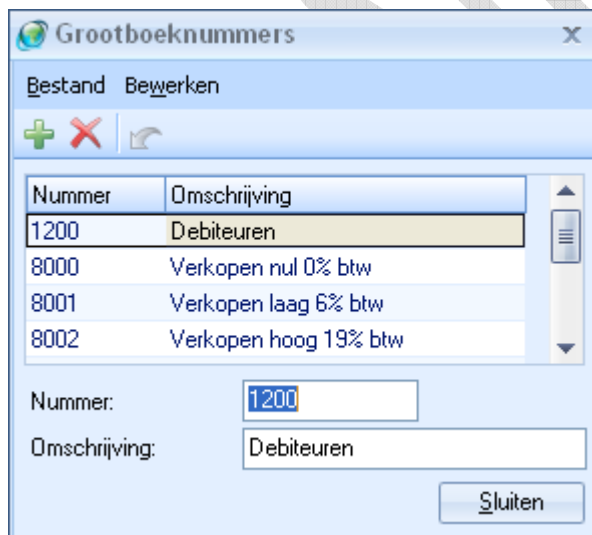 Grootboeknummers
Bestand Bewerken
Nummer Omschrijving
1200 Debiteuren
8000 Verkopen nul 0% btw
8001 Verkopen laag 6% btw
8002 Verkopen hoog 19% btw
Nummer: 1200
Omschrijving: Debiteuren
Sluiten